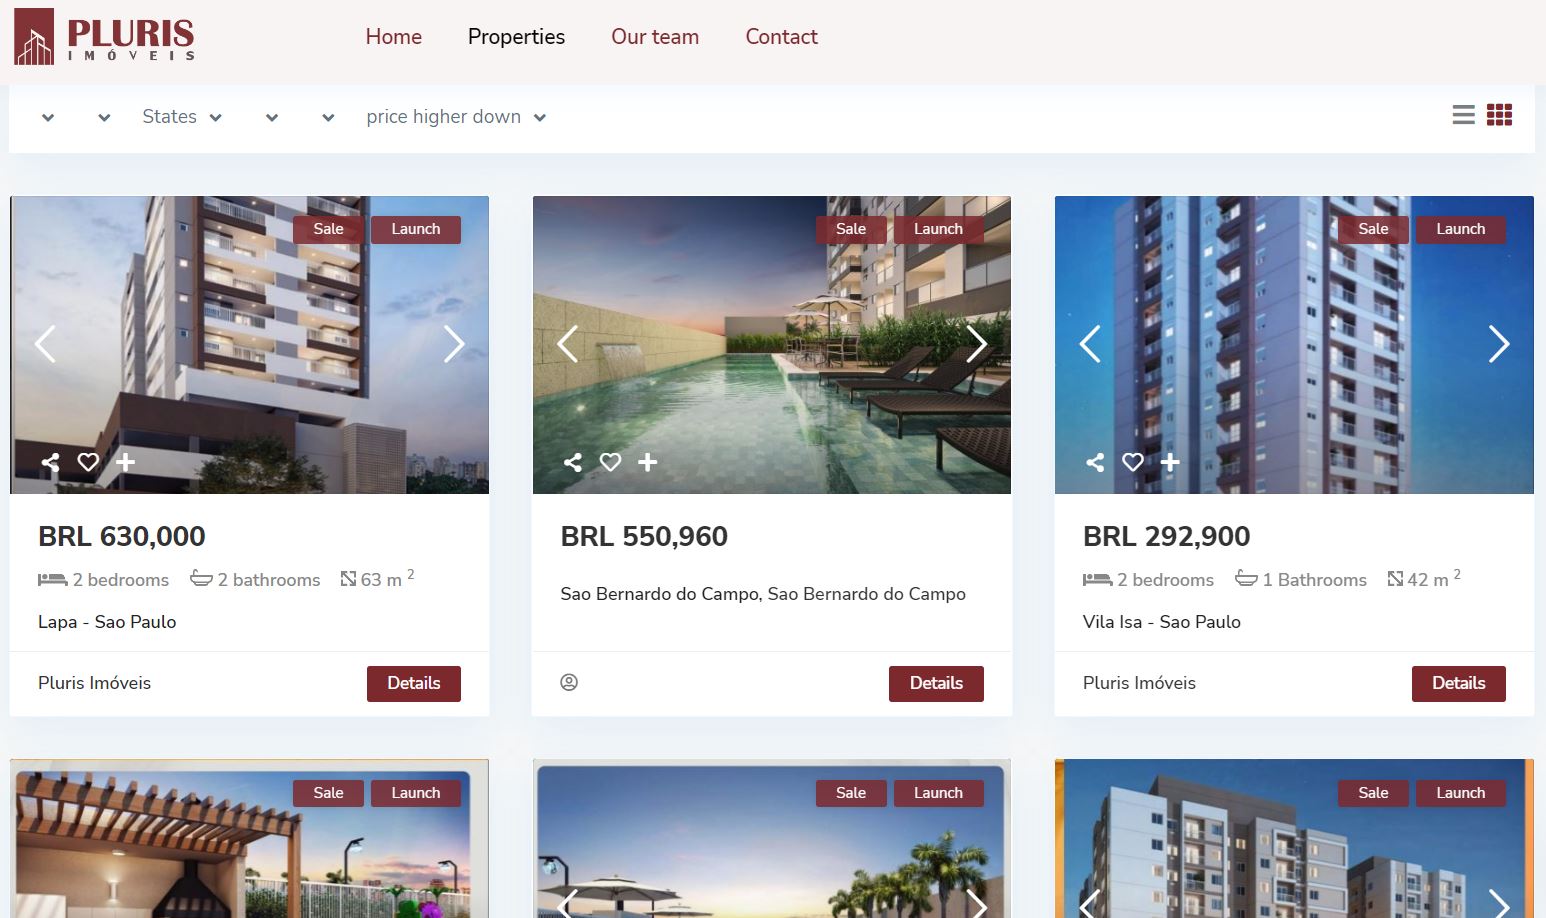 PLURIS
IMÓVEIS
Home Properties Our team Contact
States price higher down
Sale Launch
Sale Launch
Sale Launch
BRL 630,000
2 bedrooms 2 bathrooms 63 m 2
Lapa - Sao Paulo
Pluris Imóveis Details
BRL 550,960
Sao Bernardo do Campo, Sao Bernardo do Campo
Details
BRL 292,900
2 bedrooms 1 Bathrooms 42 m 2
Vila Isa - Sao Paulo
Pluris Imóveis Details
Sale Launch
Sale Launch
Sale Launch